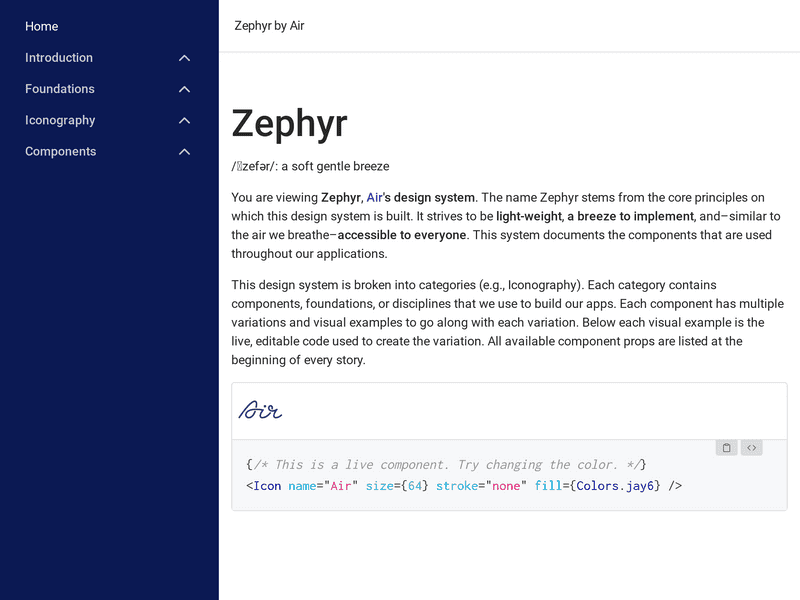 Home
Introduction
Foundations
Iconography
Components
Zephyr by Air
Zephyr
/▯zefər/: a soft gentle breeze
You are viewing Zephyr, Air's design system. The name Zephyr stems from the core principles on
which this design system is built. It strives to be light-weight, a breeze to implement, and–similar to
the air we breathe–accessible to everyone. This system documents the components that are used
throughout our applications.
This design system is broken into categories (e.g., Iconography). Each category contains
components, foundations, or disciplines that we use to build our apps. Each component has multiple
variations and visual examples to go along with each variation. Below each visual example is the
live, editable code used to create the variation. All available component props are listed at the
beginning of every story.
Air
{/* This is a live component. Try changing the color. */}
<Icon name="Air" size={64} stroke="none" fill={Colors.jay6} />